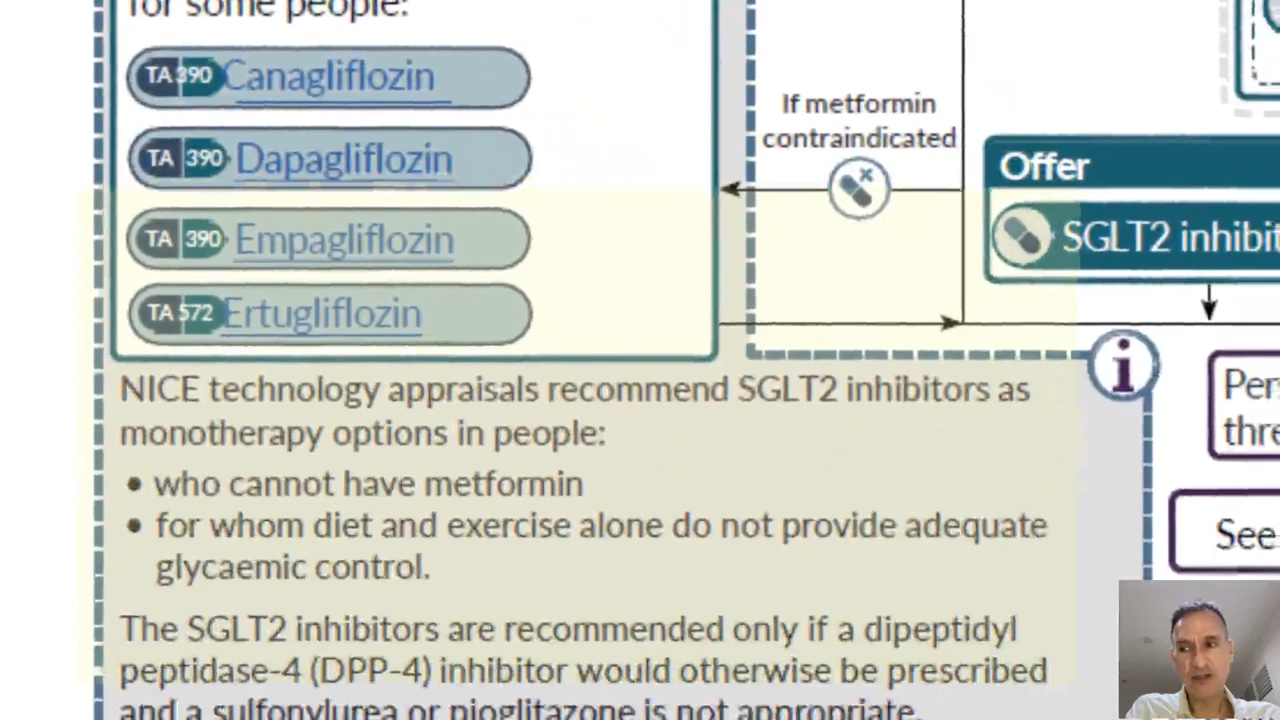 for some people:
TA 390 Canagliflozin
TA 390 Dapagliflozin
TA 390 Empagliflozin
TA 572 Ertugliflozin
If metformin
contraindicated
Offer
SGLT2 inhibit
i
Per
thre
See
NICE technology appraisals recommend SGLT2 inhibitors as
monotherapy options in people:
• who cannot have metformin
• for whom diet and exercise alone do not provide adequate
glycaemic control.
The SGLT2 inhibitors are recommended only if a dipeptidyl
peptidase-4 (DPP-4) inhibitor would otherwise be prescribed
and a sulfonylurea or pioglitazone is not appropriate.